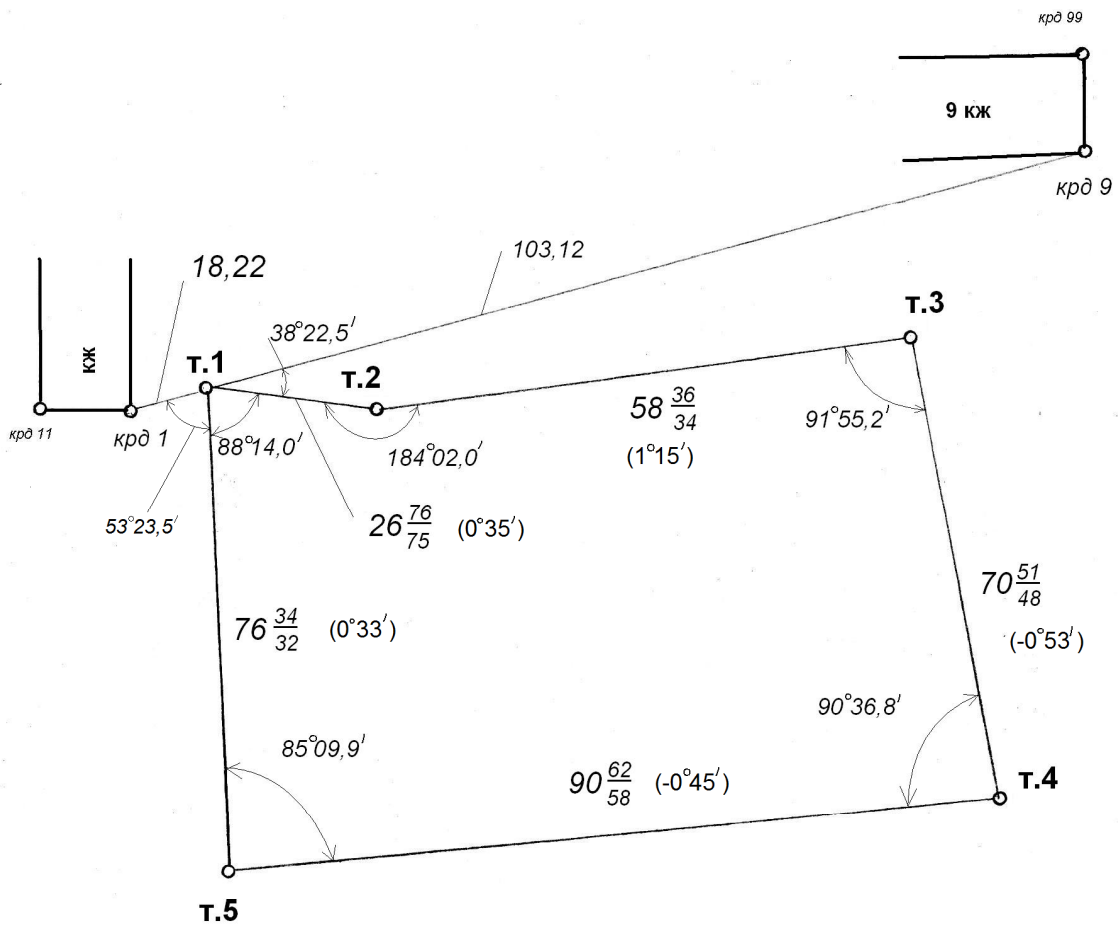 крд 99
9 кж
крд 9
18,22
103,12
38°22,5′
т.3
кж
т.1
т.2
крд 11
крд 1
88°14,0′
184°02,0′
58 36/34
(1°15′)
91°55,2′
53°23,5′
26 76/75 (0°35′)
76 34/32 (0°33′)
70 51/48
(-0°53′)
90°36,8′
85°09,9′
90 62/58 (-0°45′)
т.4
т.5